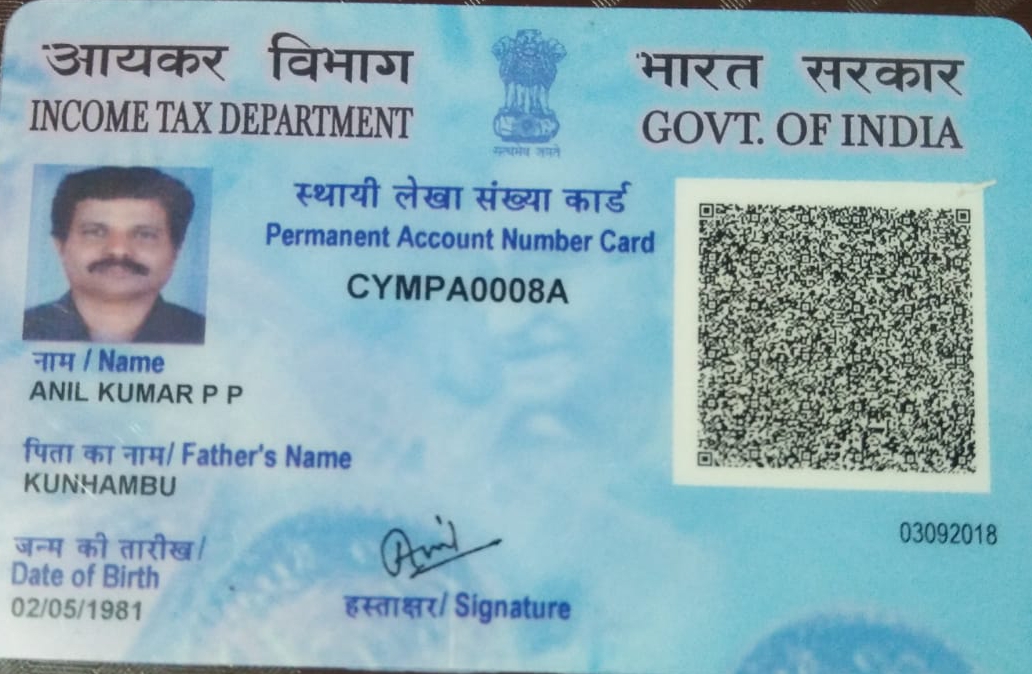 आयकर विभाग
INCOME TAX DEPARTMENT
सत्यमेव जयते
भारत सरकार
GOVT. OF INDIA
स्थायी लेखा संख्या कार्ड
Permanent Account Number Card
CYMPA0008A
नाम / Name
ANIL KUMAR P P
पिता का नाम/ Father's Name
KUNHAMBU
जन्म की तारीख/
Date of Birth
02/05/1981
Anil
हस्ताक्षर/ Signature
03092018